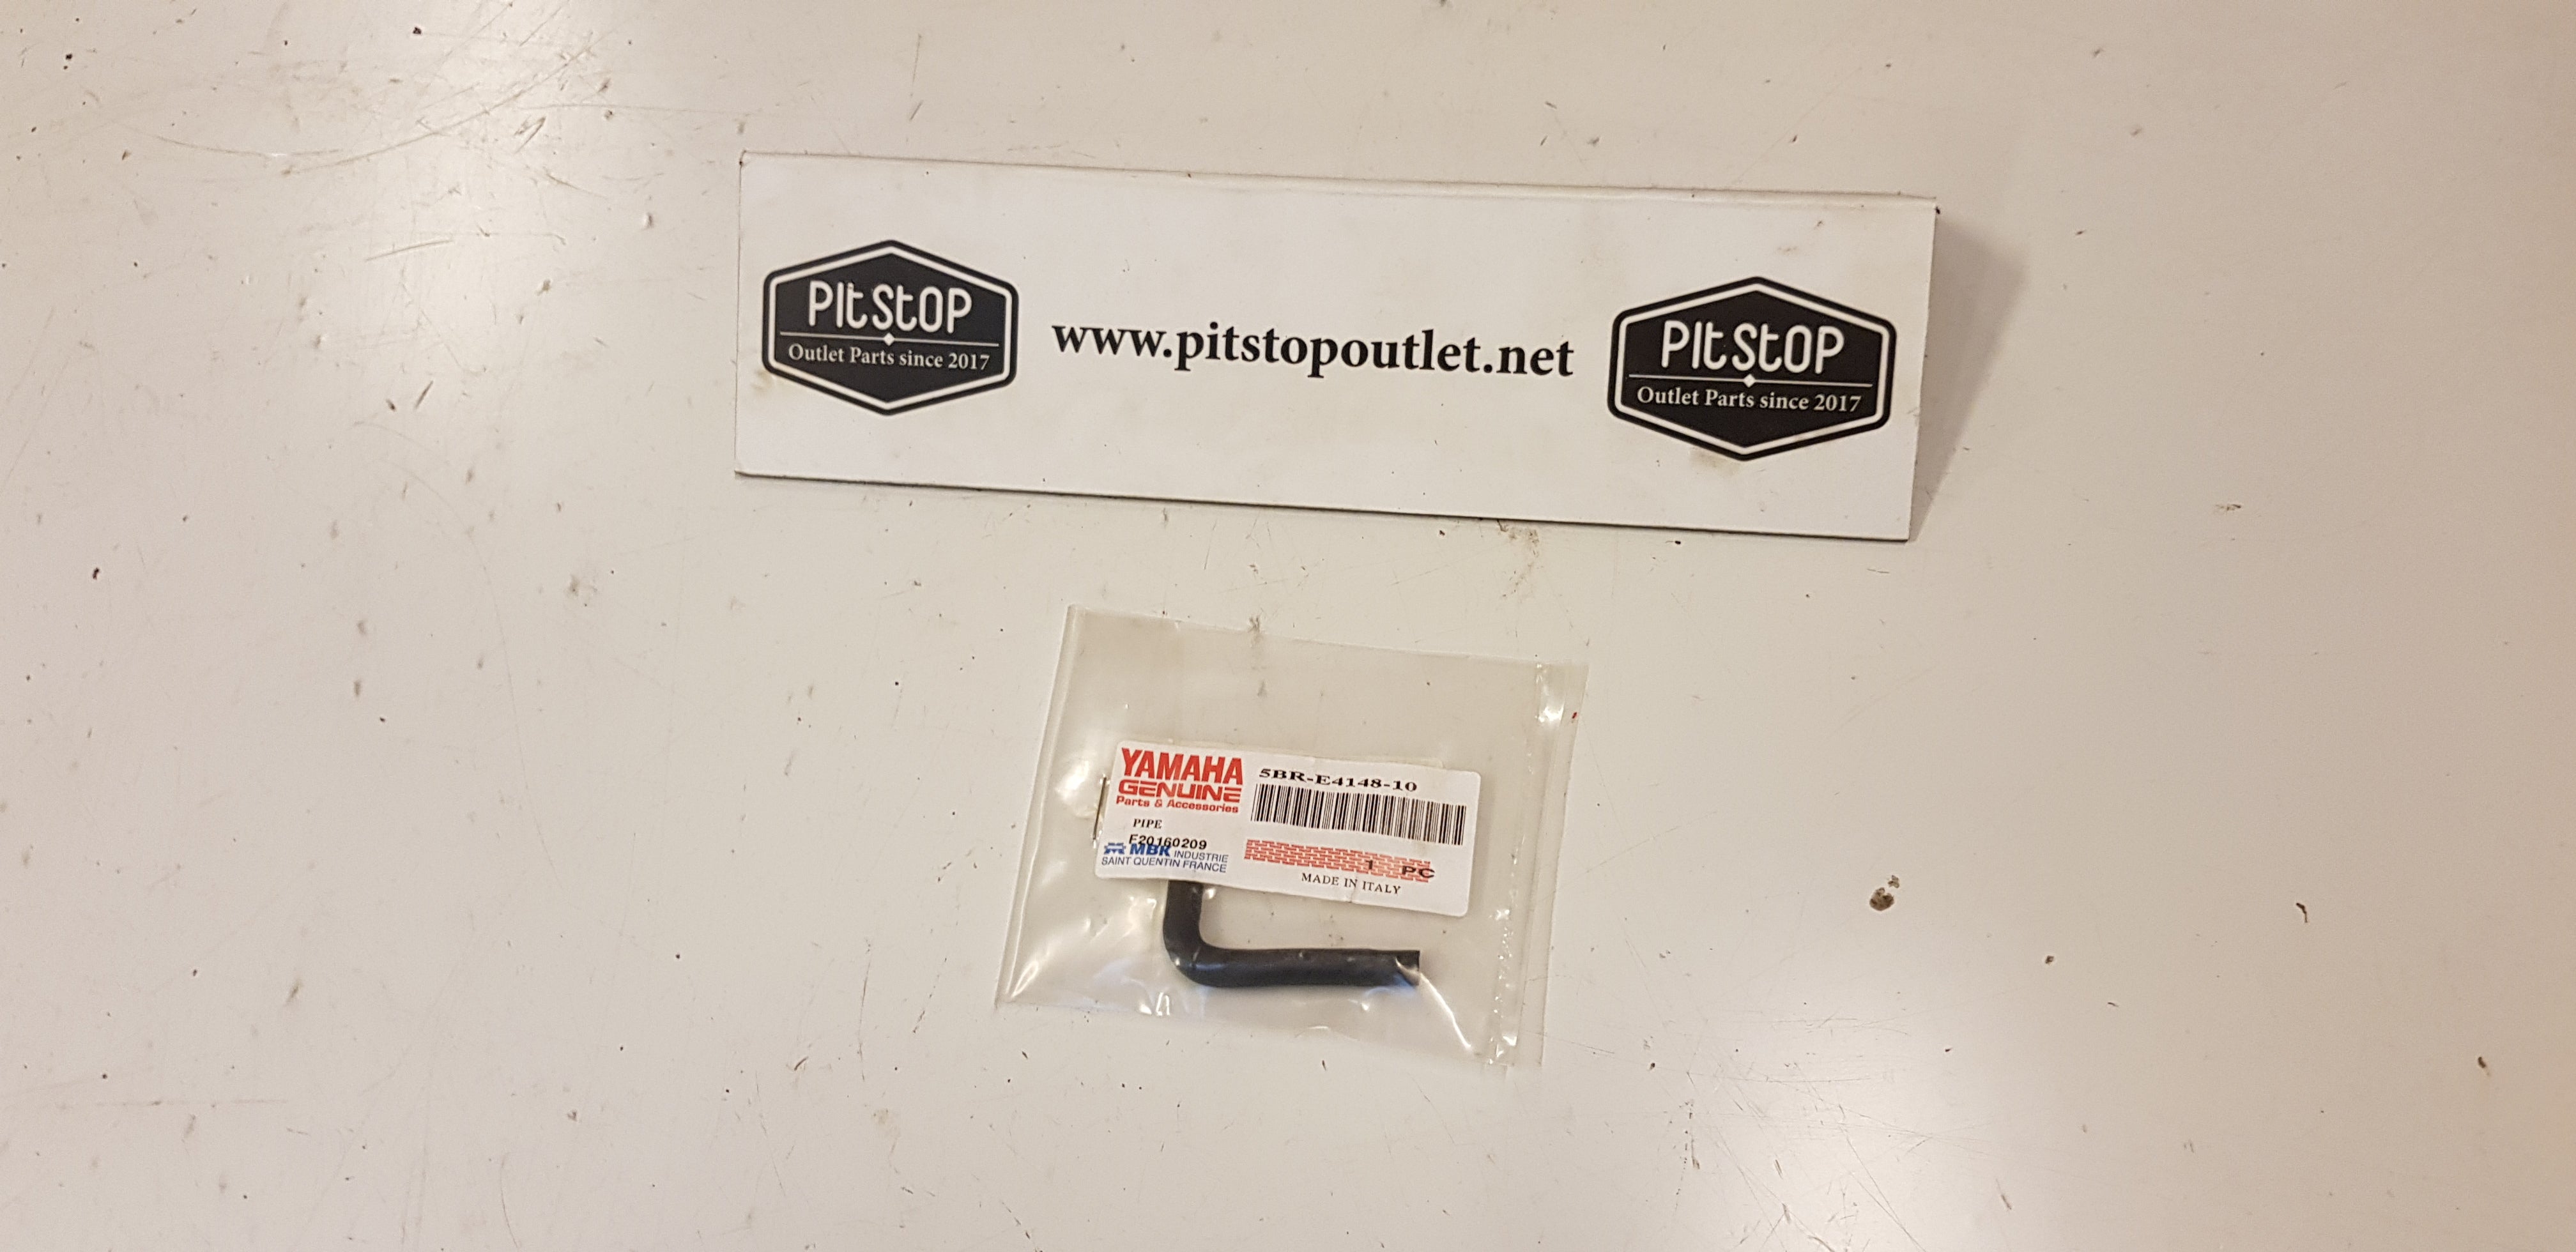 PitStOP
Outlet Parts since 2017
www.pitstopoutlet.net
PitStOP
Outlet Parts since 2017
YAMAHA
GENUINE
Parts & Accessories
5BR-E4148-10
PIPE
F20160209
MBK INDUSTRIE
SAINT QUENTIN FRANCE
1 PC
MADE IN ITALY